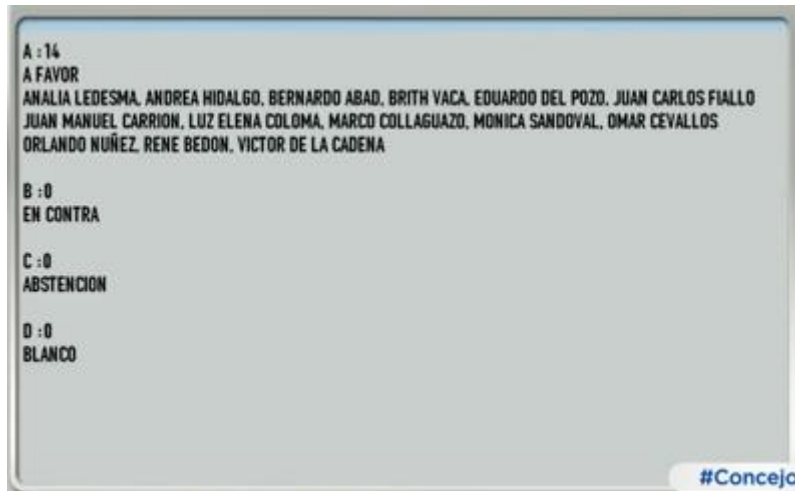 A :14
A FAVOR
ANALIA LEDESMA, ANDREA HIDALGO, BERNARDO ABAD, BRITH VACA, EDUARDO DEL POZO, JUAN CARLOS FIALLO
JUAN MANUEL CARRION, LUZ ELENA COLOMA, MARCO COLLAGUAZO, MONICA SANDOVAL, OMAR CEVALLOS
ORLANDO NUÑEZ, RENE BEDON, VICTOR DE LA CADENA
B :0
EN CONTRA
C :0
ABSTENCION
D :0
BLANCO
#Concejo